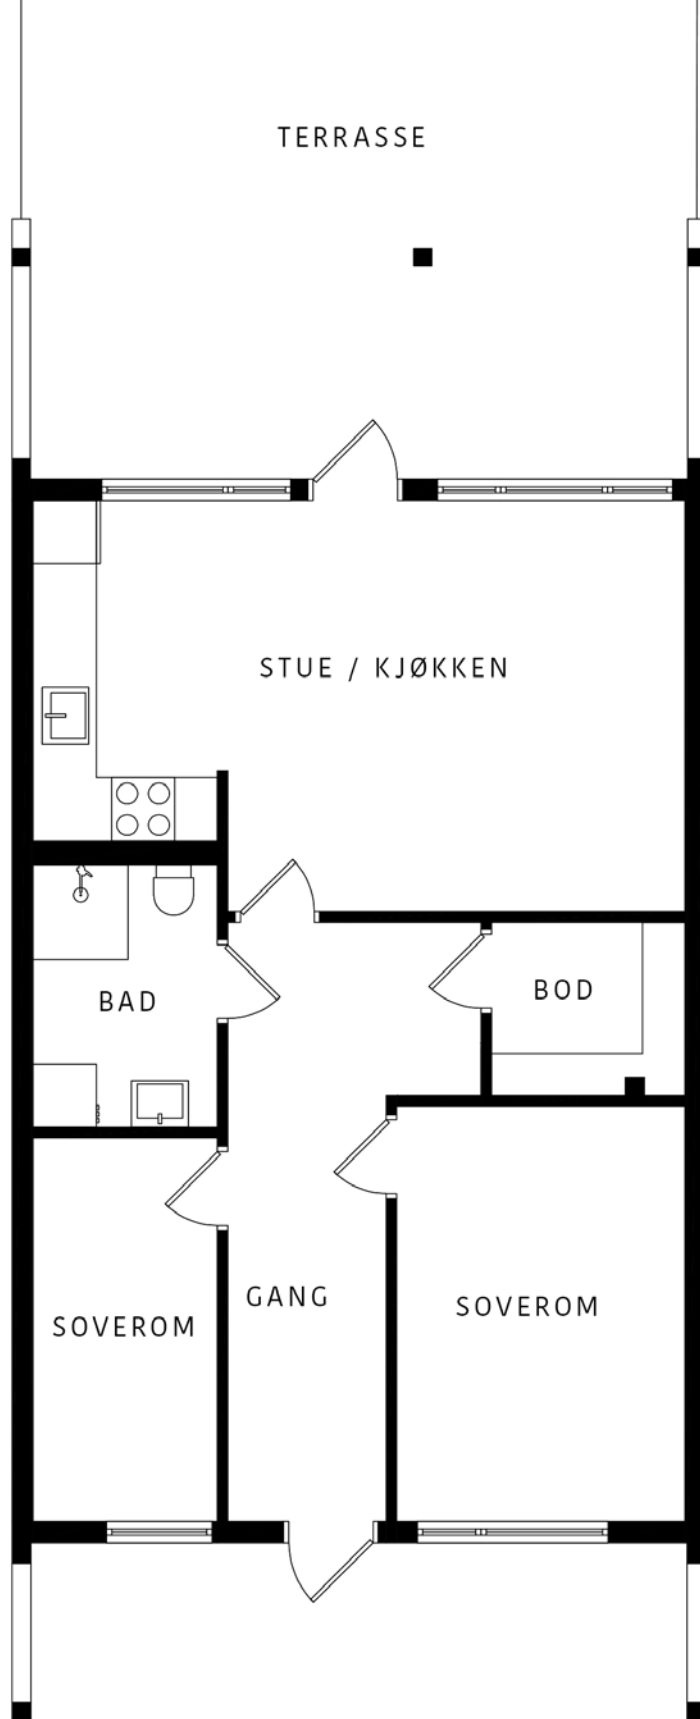 TERRASSE
STUE / KJØKKEN
BAD
BOD
GANG
SOVEROM
SOVEROM